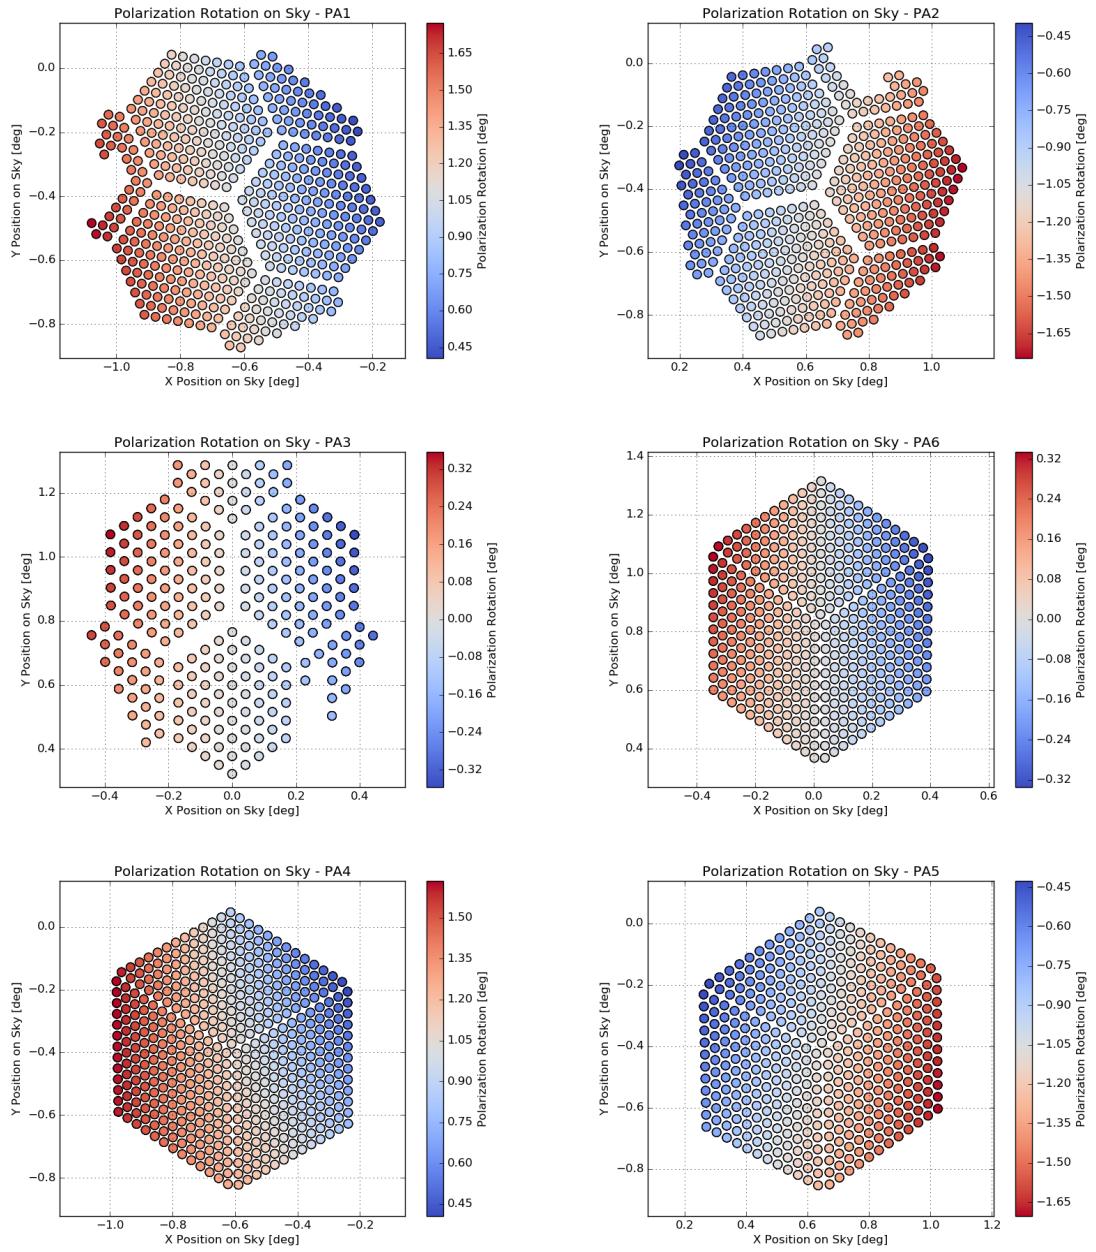 Polarization Rotation on Sky - PA1
0.0
−0.2
−0.4
−0.6
−0.8
Y Position on Sky [deg]
−1.0 −0.8 −0.6 −0.4 −0.2
X Position on Sky [deg]
1.65
1.50
1.35
1.20
1.05
0.90
0.75
0.60
0.45
Polarization Rotation [deg]
Polarization Rotation on Sky - PA2
0.0
−0.2
−0.4
−0.6
−0.8
Y Position on Sky [deg]
0.2 0.4 0.6 0.8 1.0
X Position on Sky [deg]
−0.45
−0.60
−0.75
−0.90
−1.05
−1.20
−1.35
−1.50
−1.65
Polarization Rotation [deg]
Polarization Rotation on Sky - PA3
1.2
1.0
0.8
0.6
0.4
Y Position on Sky [deg]
−0.4 −0.2 0.0 0.2 0.4
X Position on Sky [deg]
0.32
0.24
0.16
0.08
0.00
−0.08
−0.16
−0.24
−0.32
Polarization Rotation [deg]
Polarization Rotation on Sky - PA6
1.4
1.2
1.0
0.8
0.6
0.4
Y Position on Sky [deg]
−0.4 −0.2 0.0 0.2 0.4 0.6
X Position on Sky [deg]
0.32
0.24
0.16
0.08
0.00
−0.08
−0.16
−0.24
−0.32
Polarization Rotation [deg]
Polarization Rotation on Sky - PA4
0.0
−0.2
−0.4
−0.6
−0.8
Y Position on Sky [deg]
−1.0 −0.8 −0.6 −0.4 −0.2
X Position on Sky [deg]
1.50
1.35
1.20
1.05
0.90
0.75
0.60
0.45
Polarization Rotation [deg]
Polarization Rotation on Sky - PA5
0.0
−0.2
−0.4
−0.6
−0.8
Y Position on Sky [deg]
0.2 0.4 0.6 0.8 1.0 1.2
X Position on Sky [deg]
−0.45
−0.60
−0.75
−0.90
−1.05
−1.20
−1.35
−1.50
−1.65
Polarization Rotation [deg]